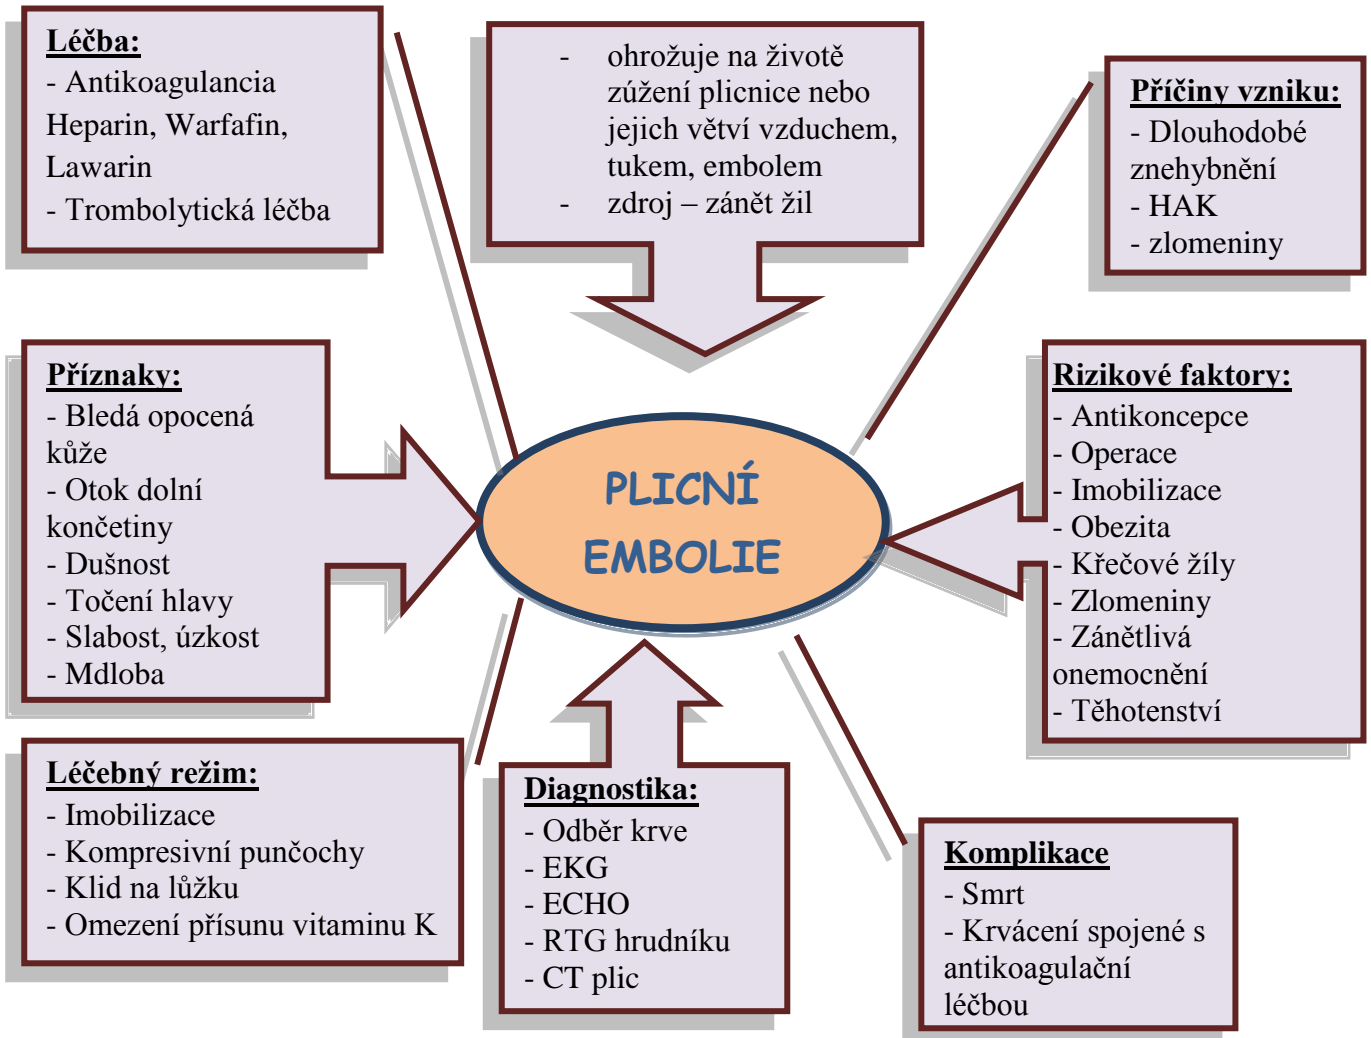 Léčba:
- Antikoagulancia
Heparin, Warfafin,
Lawarin
- Trombolytická léčba
- ohrožuje na životě
zúžení plicnice nebo
jejich větví vzduchem,
tukem, embolem
- zdroj – zánět žil
Příčiny vzniku:
- Dlouhodobé
znehybnění
- HAK
- zlomeniny
Příznaky:
- Bledá opocená
kůže
- Otok dolní
končetiny
- Dušnost
- Točení hlavy
- Slabost, úzkost
- Mdloba
PLICNÍ
EMBOLIE
Rizikové faktory:
- Antikoncepce
- Operace
- Imobilizace
- Obezita
- Křečové žíly
- Zlomeniny
- Zánětlivá
onemocnění
- Těhotenství
Léčebný režim:
- Imobilizace
- Kompresivní punčochy
- Klid na lůžku
- Omezení přísunu vitaminu K
Diagnostika:
- Odběr krve
- EKG
- ECHO
- RTG hrudníku
- CT plic
Komplikace
- Smrt
- Krvácení spojené s
antikoagulační
léčbou